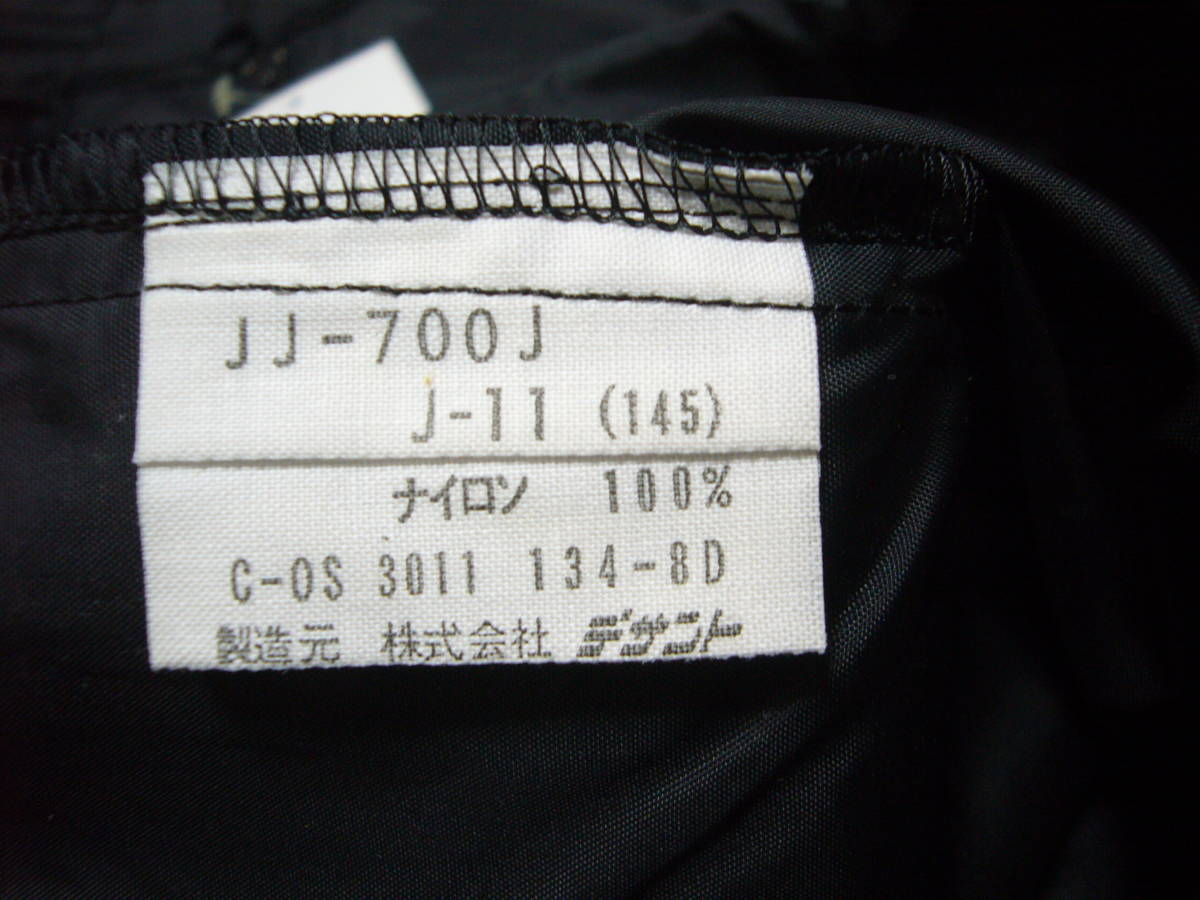 JJ-700J
J-11 (145)
ナイロン 100%
C-OS 3011 134-8D
製造元 株式会社 デサント